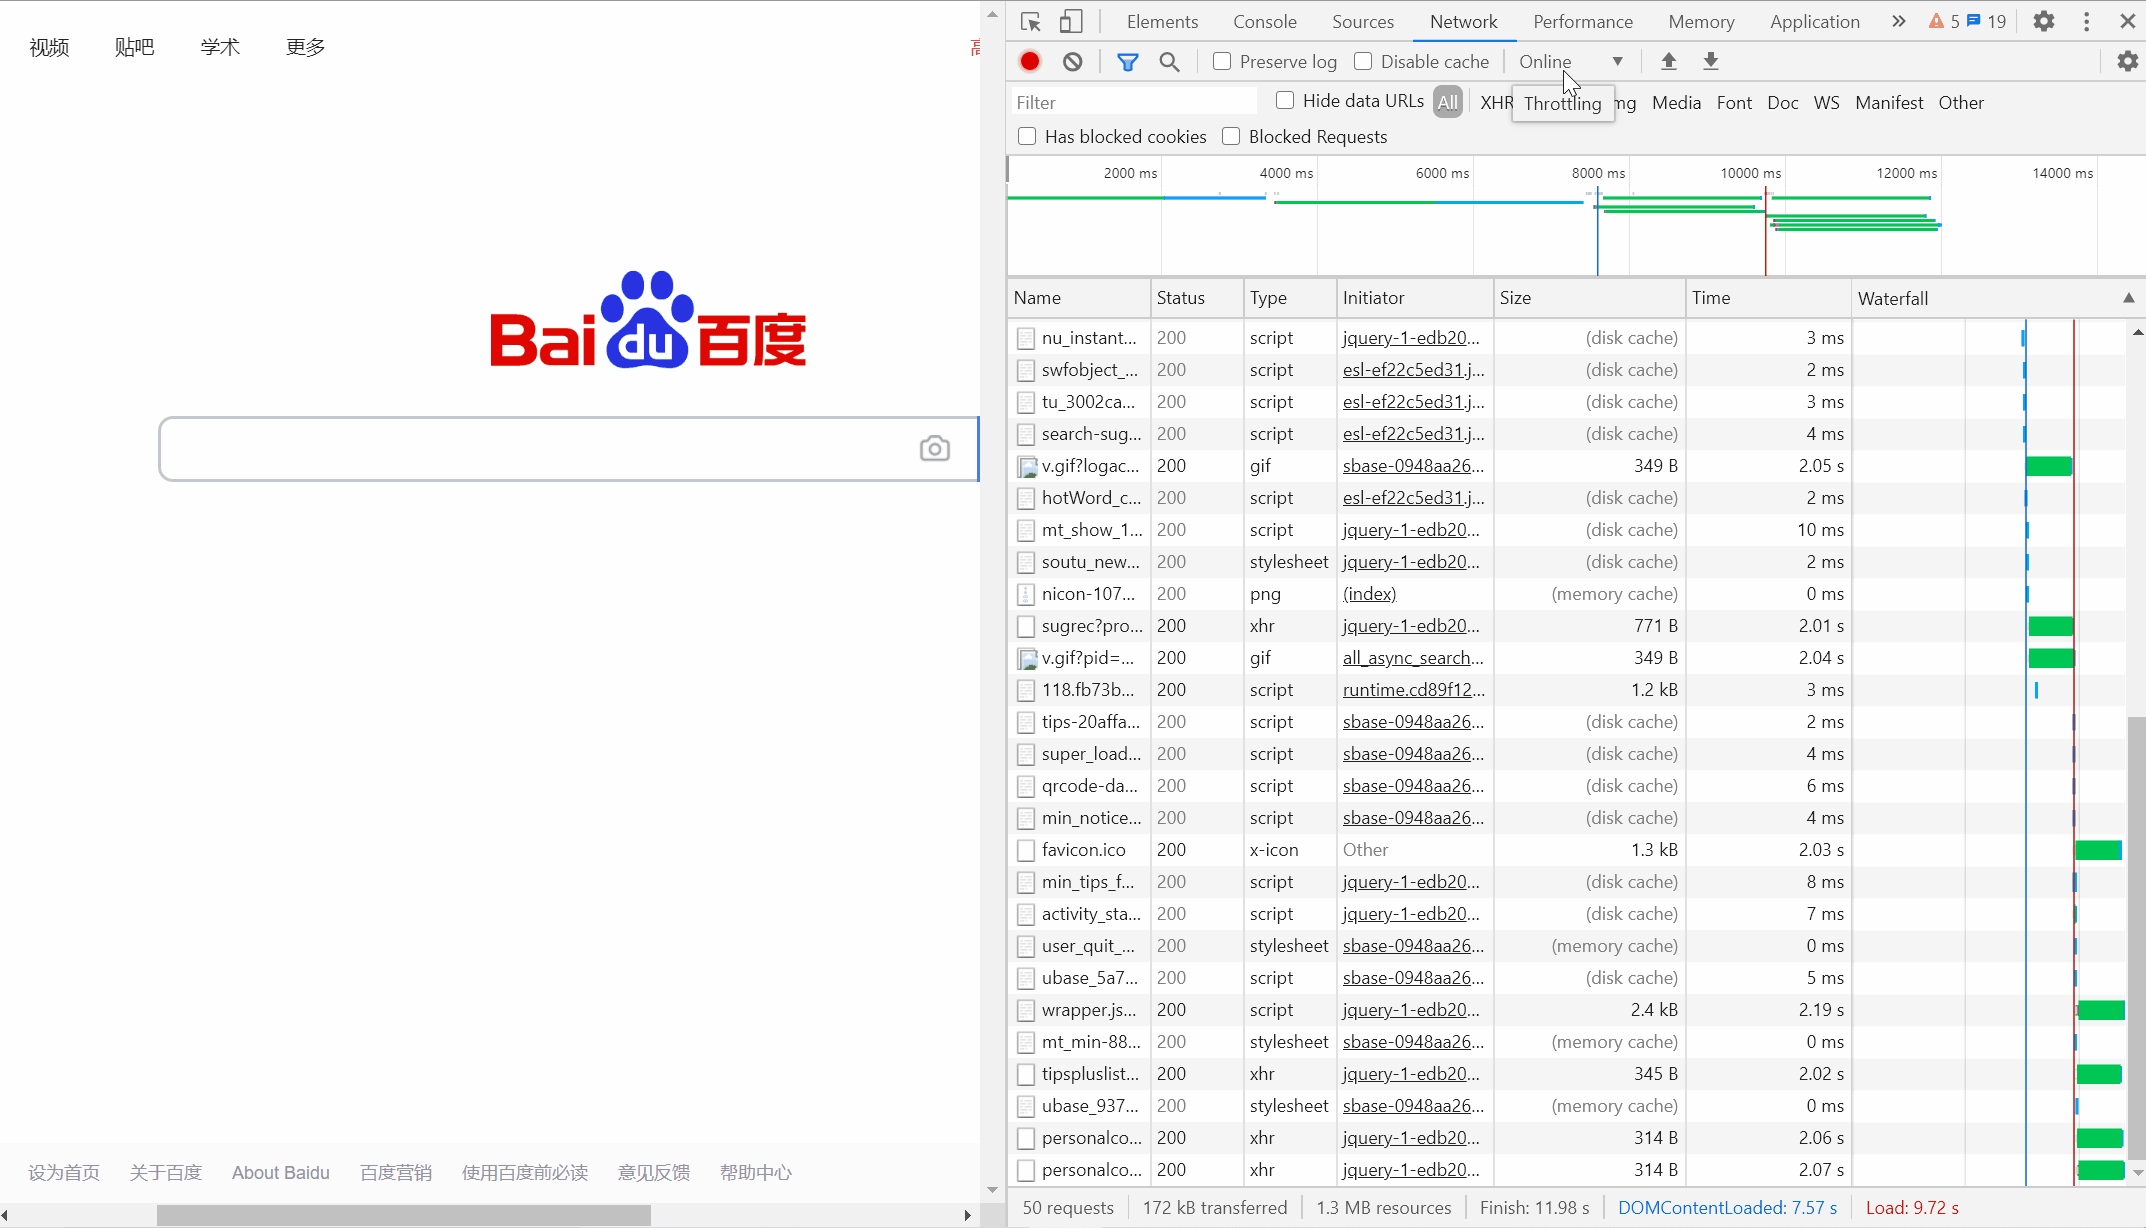 视频 贴吧 学术 更多
Bai du 百度
设为首页 关于百度 About Baidu 百度营销 使用百度前必读 意见反馈 帮助中心
Elements Console Sources Network Performance Memory Application » 5 19
Preserve log Disable cache Online
Filter Hide data URLs All XHR Throttling mg Media Font Doc WS Manifest Other
Has blocked cookies Blocked Requests
2000 ms 4000 ms 6000 ms 8000 ms 10000 ms 12000 ms 14000 ms
Name Status Type Initiator Size Time Waterfall
nu_instant... 200 script jquery-1-edb20... (disk cache) 3 ms
swfobject_... 200 script esl-ef22c5ed31.j... (disk cache) 2 ms
tu_3002ca... 200 script esl-ef22c5ed31.j... (disk cache) 3 ms
search-sug... 200 script esl-ef22c5ed31.j... (disk cache) 4 ms
v.gif?logac... 200 gif sbase-0948aa26... 349 B 2.05 s
hotWord_c... 200 script esl-ef22c5ed31.j... (disk cache) 2 ms
mt_show_1... 200 script jquery-1-edb20... (disk cache) 10 ms
soutu_new... 200 stylesheet jquery-1-edb20... (disk cache) 2 ms
nicon-107... 200 png (index) (memory cache) 0 ms
sugrec?pro... 200 xhr jquery-1-edb20... 771 B 2.01 s
v.gif?pid=... 200 gif all_async_search... 349 B 2.04 s
118.fb73b... 200 script runtime.cd89f12... 1.2 kB 3 ms
tips-20affa... 200 script sbase-0948aa26... (disk cache) 2 ms
super_load... 200 script sbase-0948aa26... (disk cache) 4 ms
qrcode-da... 200 script sbase-0948aa26... (disk cache) 6 ms
min_notice... 200 script sbase-0948aa26... (disk cache) 4 ms
favicon.ico 200 x-icon Other 1.3 kB 2.03 s
min_tips_f... 200 script jquery-1-edb20... (disk cache) 8 ms
activity_sta... 200 script jquery-1-edb20... (disk cache) 7 ms
user_quit_... 200 stylesheet sbase-0948aa26... (memory cache) 0 ms
ubase_5a7... 200 script sbase-0948aa26... (disk cache) 5 ms
wrapper.js... 200 script jquery-1-edb20... 2.4 kB 2.19 s
mt_min-88... 200 stylesheet sbase-0948aa26... (memory cache) 0 ms
tipspluslist... 200 xhr jquery-1-edb20... 345 B 2.02 s
ubase_937... 200 stylesheet sbase-0948aa26... (memory cache) 0 ms
personalco... 200 xhr jquery-1-edb20... 314 B 2.06 s
personalco... 200 xhr jquery-1-edb20... 314 B 2.07 s
50 requests 172 kB transferred 1.3 MB resources Finish: 11.98 s DOMContentLoaded: 7.57 s Load: 9.72 s